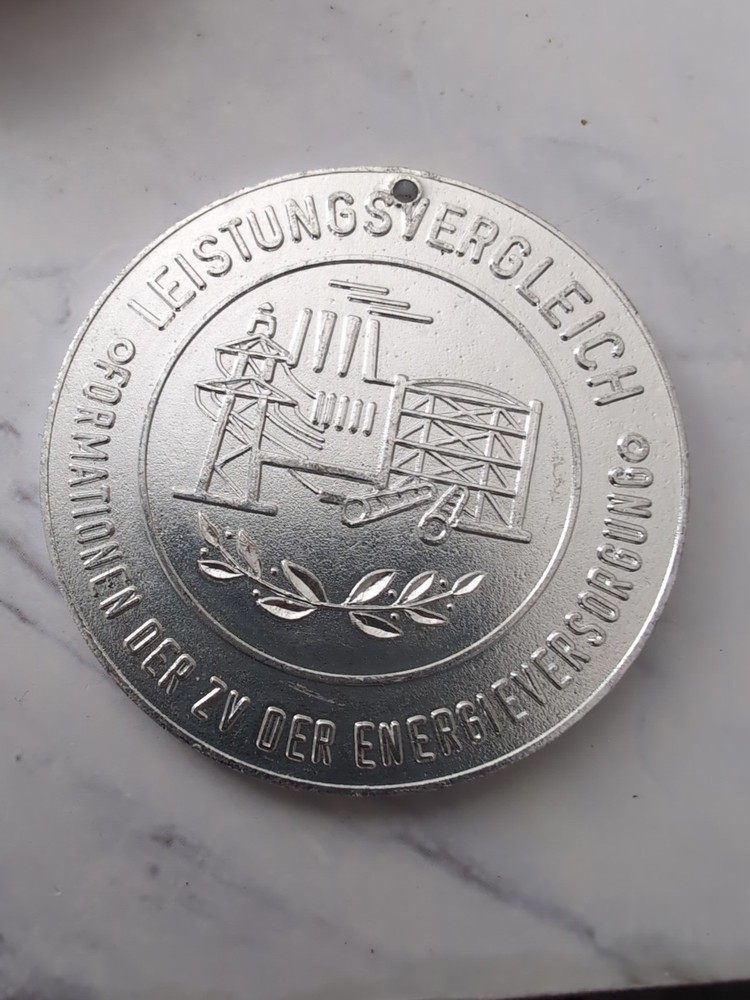 LEISTUNGSVERGLEICH
FORMATIONEN DER ZV DER ENERGIEVERSORGUNG